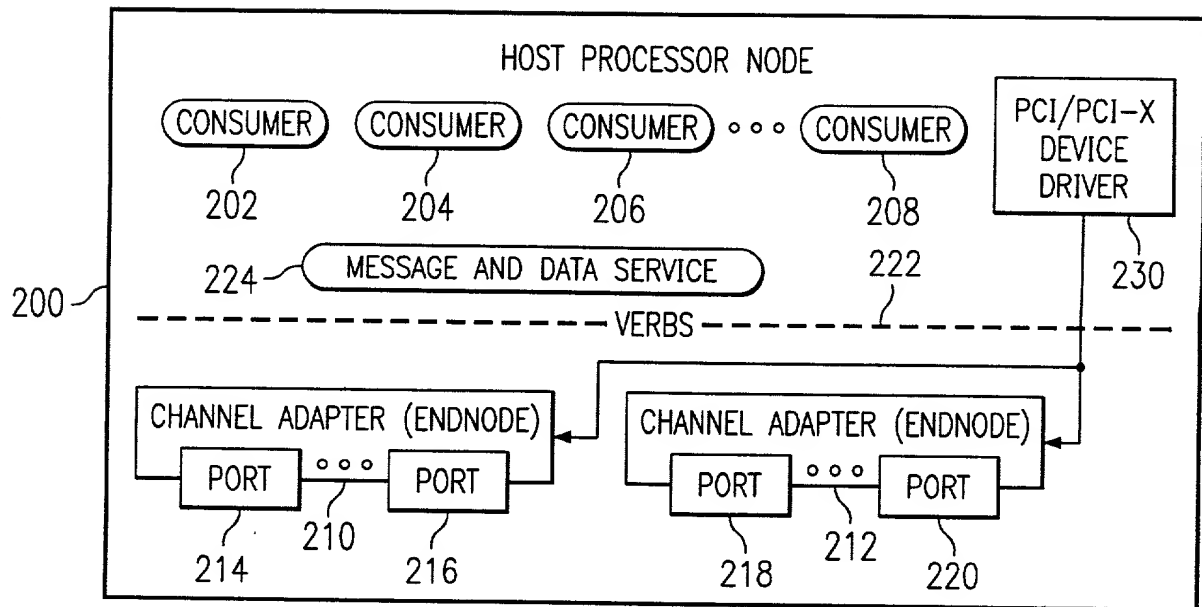 HOST PROCESSOR NODE
CONSUMER CONSUMER CONSUMER CONSUMER
PCI/PCI-X
DEVICE
DRIVER
202 204 206 208
230
224 MESSAGE AND DATA SERVICE 222
200
VERBS
CHANNEL ADAPTER (ENDNODE) CHANNEL ADAPTER (ENDNODE)
PORT PORT PORT PORT
214 210 216 218 212 220